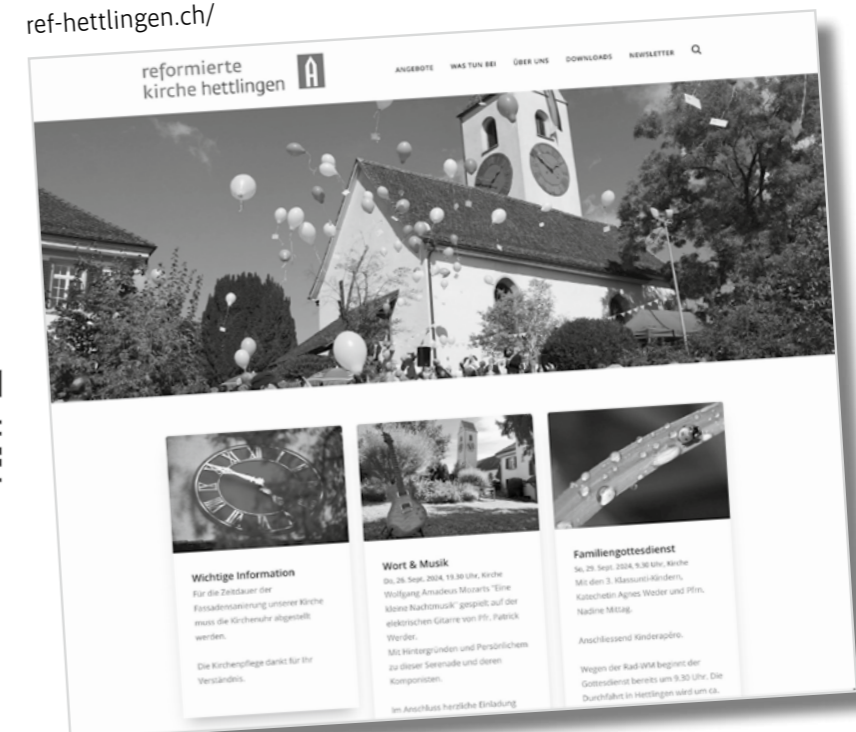 ref-hettlingen.ch/
reformierte
kirche hettlingen
ANGEBOTE WAS TUN BEI ÜBER UNS DOWNLOADS NEWSLETTER
Wichtige Information
Für die Zeitdauer der
Fassadensanierung unserer Kirche
muss die Kirchenuhr abgestellt
werden.
Die Kirchenpflege dankt für Ihr
Verständnis.
Wort & Musik
Do, 26. Sept. 2024, 19.30 Uhr, Kirche
Wolfgang Amadeus Mozarts "Eine
kleine Nachtmusik" gespielt auf der
elektrischen Gitarre von Pfr. Patrick
Werder.
Mit Hintergründen und Persönlichem
zu dieser Serenade und deren
Komponisten.
Im Anschluss herzliche Einladung
Familiengottesdienst
So, 29. Sept. 2024, 9.30 Uhr, Kirche
Mit den 3. Klassunti-Kindern,
Katechetin Agnes Weder und Pfrn,
Nadine Mittag.
Anschliessend Kinderapéro.
Wegen der Rad-WM beginnt der
Gottesdienst bereits um 9.30 Uhr. Die
Durchfahrt in Hettlingen wird um ca.